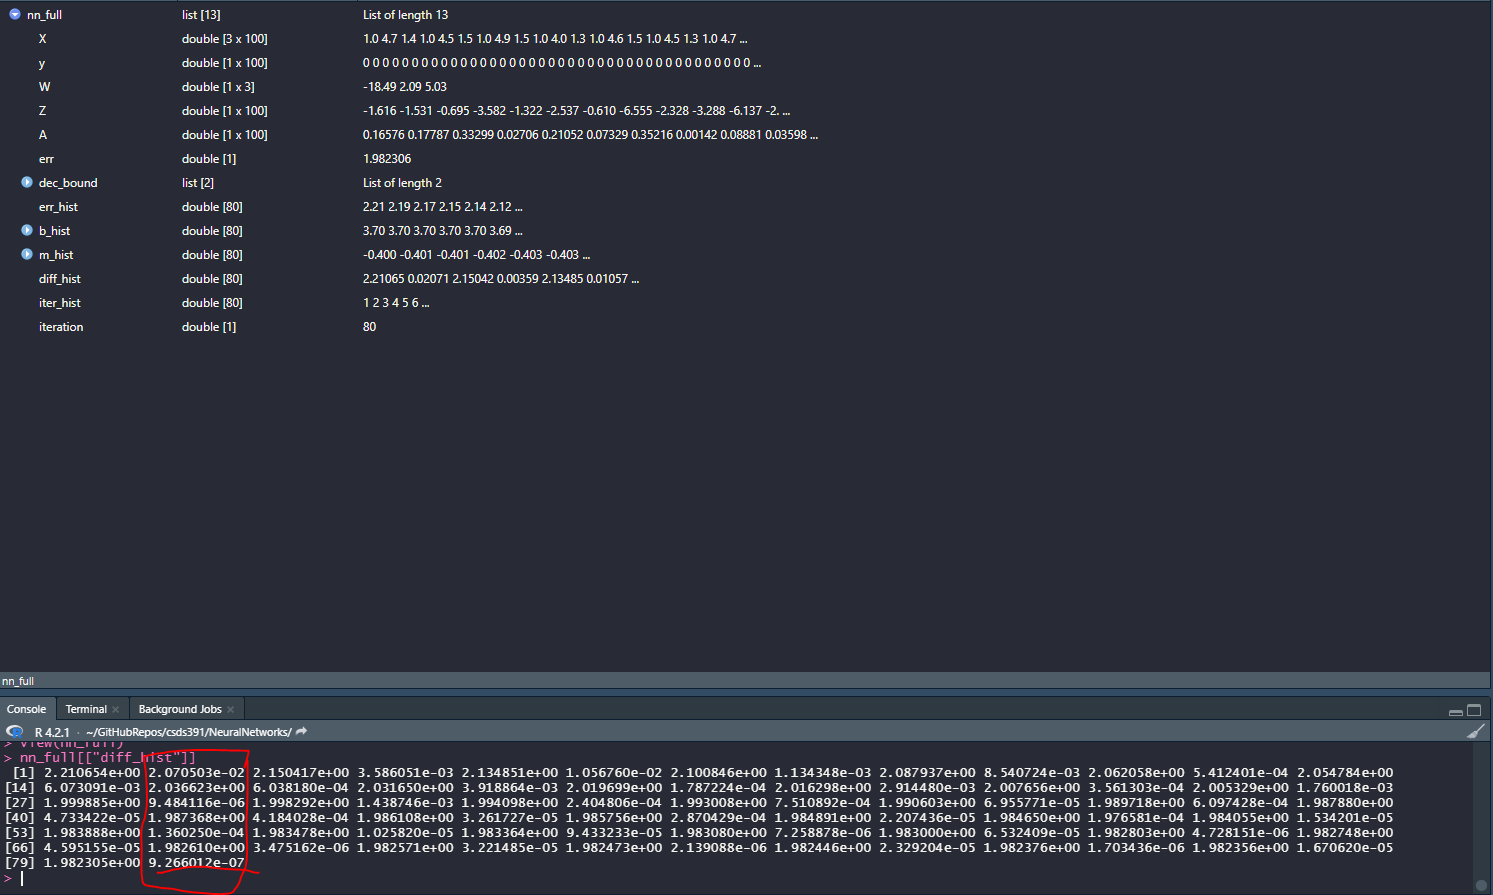 nn_full list [13] List of length 13
X double [3 x 100] 1.0 4.7 1.4 1.0 4.5 1.5 1.0 4.9 1.5 1.0 4.0 1.3 1.0 4.6 1.5 1.0 4.5 1.3 1.0 4.7 ...
y double [1 x 100] 0 0 0 0 0 0 0 0 0 0 0 0 0 0 0 0 0 0 0 0 0 0 0 0 0 0 0 0 0 0 0 0 0 0 0 0 0 0 0 0 ...
W double [1 x 3] -18.49 2.09 5.03
Z double [1 x 100] -1.616 -1.531 -0.695 -3.582 -1.322 -2.537 -0.610 -6.555 -2.328 -3.288 -6.137 -2. ...
A double [1 x 100] 0.16576 0.17787 0.33299 0.02706 0.21052 0.07329 0.35216 0.00142 0.08881 0.03598 ...
err double [1] 1.982306
dec_bound list [2] List of length 2
err_hist double [80] 2.21 2.19 2.17 2.15 2.14 2.12 ...
b_hist double [80] 3.70 3.70 3.70 3.70 3.70 3.69 ...
m_hist double [80] -0.400 -0.401 -0.401 -0.402 -0.403 -0.403 ...
diff_hist double [80] 2.21065 0.02071 2.15042 0.00359 2.13485 0.01057 ...
iter_hist double [80] 1 2 3 4 5 6 ...
iteration double [1] 80
nn_full
Console Terminal Background Jobs
R 4.2.1 · ~/GitHubRepos/csds391/NeuralNetworks/
> View(nn_full)
> nn_full[["diff_hist"]]
[1] 2.210654e+00 2.070503e-02 2.150417e+00 3.586051e-03 2.134851e+00 1.056760e-02 2.100846e+00 1.134348e-03 2.087937e+00 8.540724e-03 2.062058e+00 5.412401e-04 2.054784e+00
[14] 6.073091e-03 2.036623e+00 6.038180e-04 2.031650e+00 3.918864e-03 2.019699e+00 1.787224e-04 2.016298e+00 2.914480e-03 2.007656e+00 3.561303e-04 2.005329e+00 1.760018e-03
[27] 1.999885e+00 9.484116e-06 1.998292e+00 1.438746e-03 1.994098e+00 2.404806e-04 1.993008e+00 7.510892e-04 1.990603e+00 6.955771e-05 1.989718e+00 6.097428e-04 1.987880e+00
[40] 4.733422e-05 1.987368e+00 4.184028e-04 1.986108e+00 3.261727e-05 1.985756e+00 2.870429e-04 1.984891e+00 2.207436e-05 1.984650e+00 1.976581e-04 1.984055e+00 1.534201e-05
[53] 1.983888e+00 1.360250e-04 1.983478e+00 1.025820e-05 1.983364e+00 9.433233e-05 1.983080e+00 7.258878e-06 1.983000e+00 6.532409e-05 1.982803e+00 4.728151e-06 1.982748e+00
[66] 4.595155e-05 1.982610e+00 3.475162e-06 1.982571e+00 3.221485e-05 1.982473e+00 2.139088e-06 1.982446e+00 2.329204e-05 1.982376e+00 1.703436e-06 1.982356e+00 1.670620e-05
[79] 1.982305e+00 9.266012e-07
>